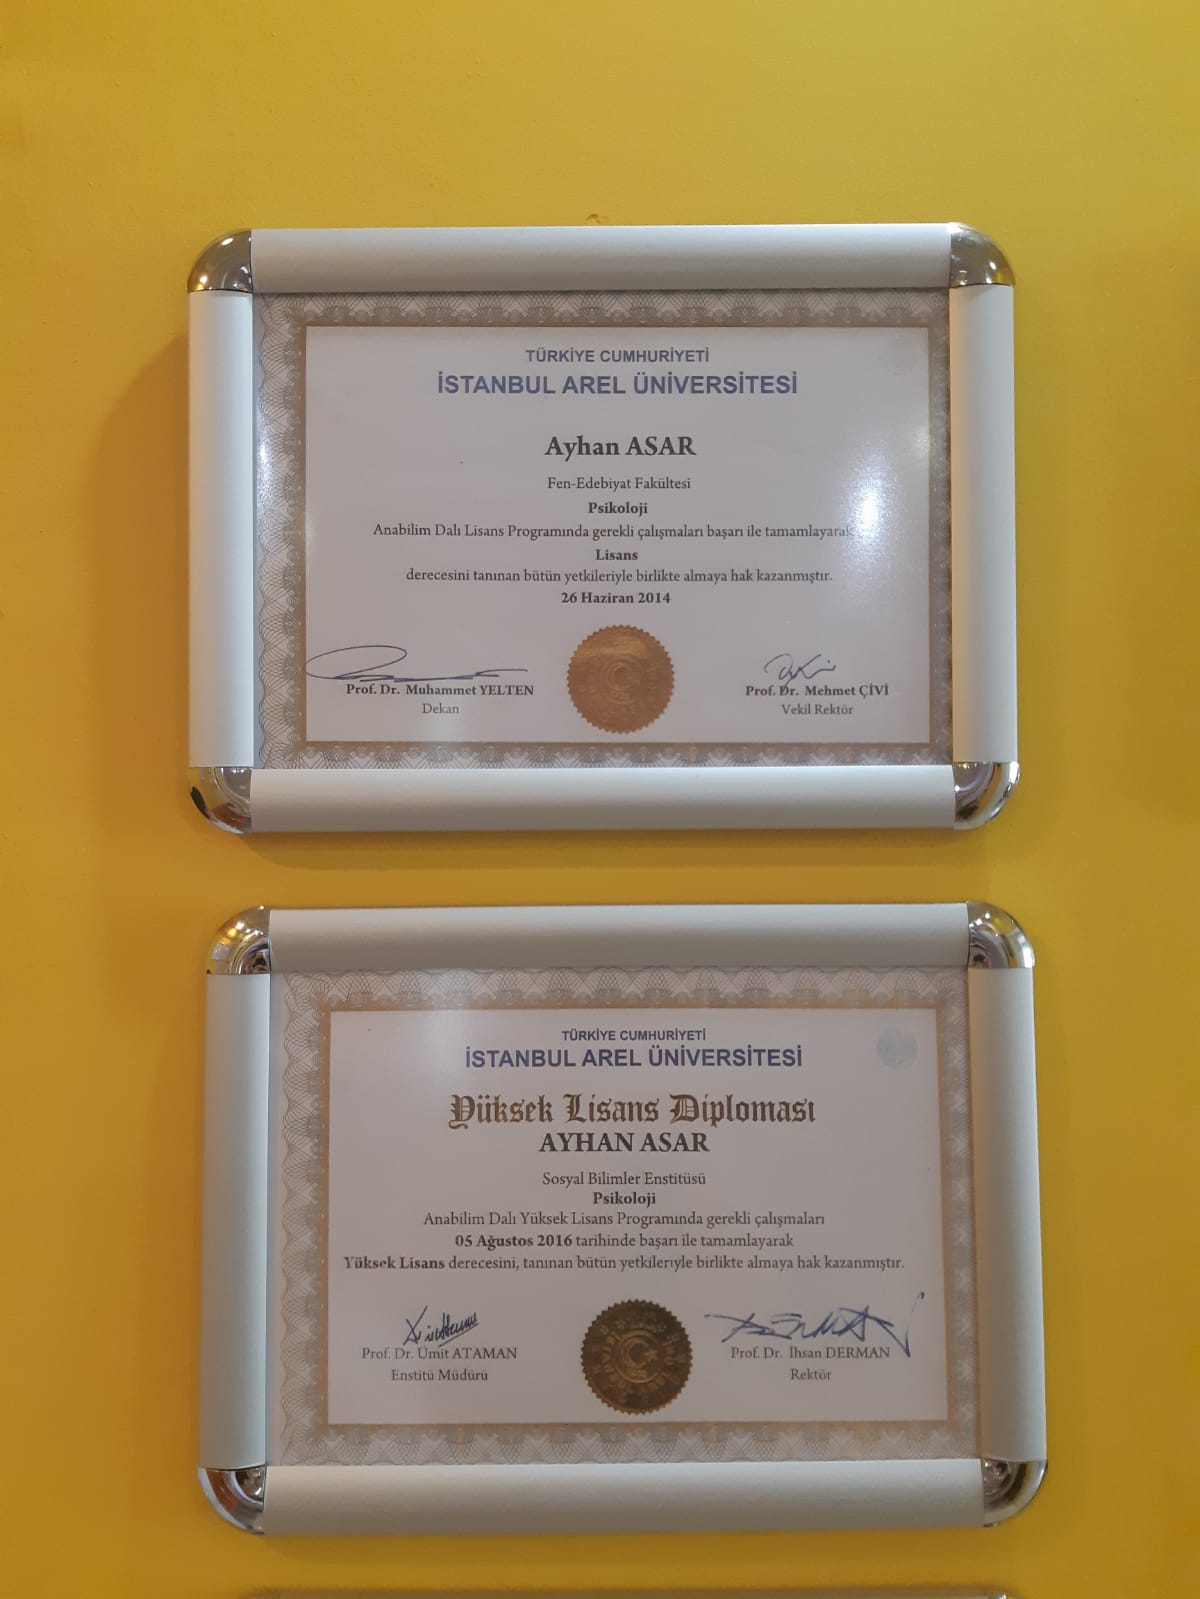 TÜRKİYE CUMHURİYETİ
İSTANBUL AREL ÜNİVERSİTESİ
Ayhan ASAR
Fen-Edebiyat Fakültesi
Psikoloji
Anabilim Dalı Lisans Programında gerekli çalışmaları başarı ile tamamlayarak
Lisans
derecesini tanınan bütün yetkileriyle birlikte almaya hak kazanmıştır.
26 Haziran 2014
Prof. Dr. Muhammet YELTEN
Dekan
Prof. Dr. Mehmet ÇİVİ
Vekil Rektör
TÜRKİYE CUMHURİYETİ
İSTANBUL AREL ÜNİVERSİTESİ
Yüksek Lisans Diploması
AYHAN ASAR
Sosyal Bilimler Enstitüsü
Psikoloji
Anabilim Dalı Yüksek Lisans Programında gerekli çalışmaları
05 Ağustos 2016 tarihinde başarı ile tamamlayarak
Yüksek Lisans derecesini, tanınan bütün yetkileriyle birlikte almaya hak kazanmıştır.
Prof. Dr. Ümit ATAMAN
Enstitü Müdürü
Prof. Dr. İhsan DERMAN
Rektör